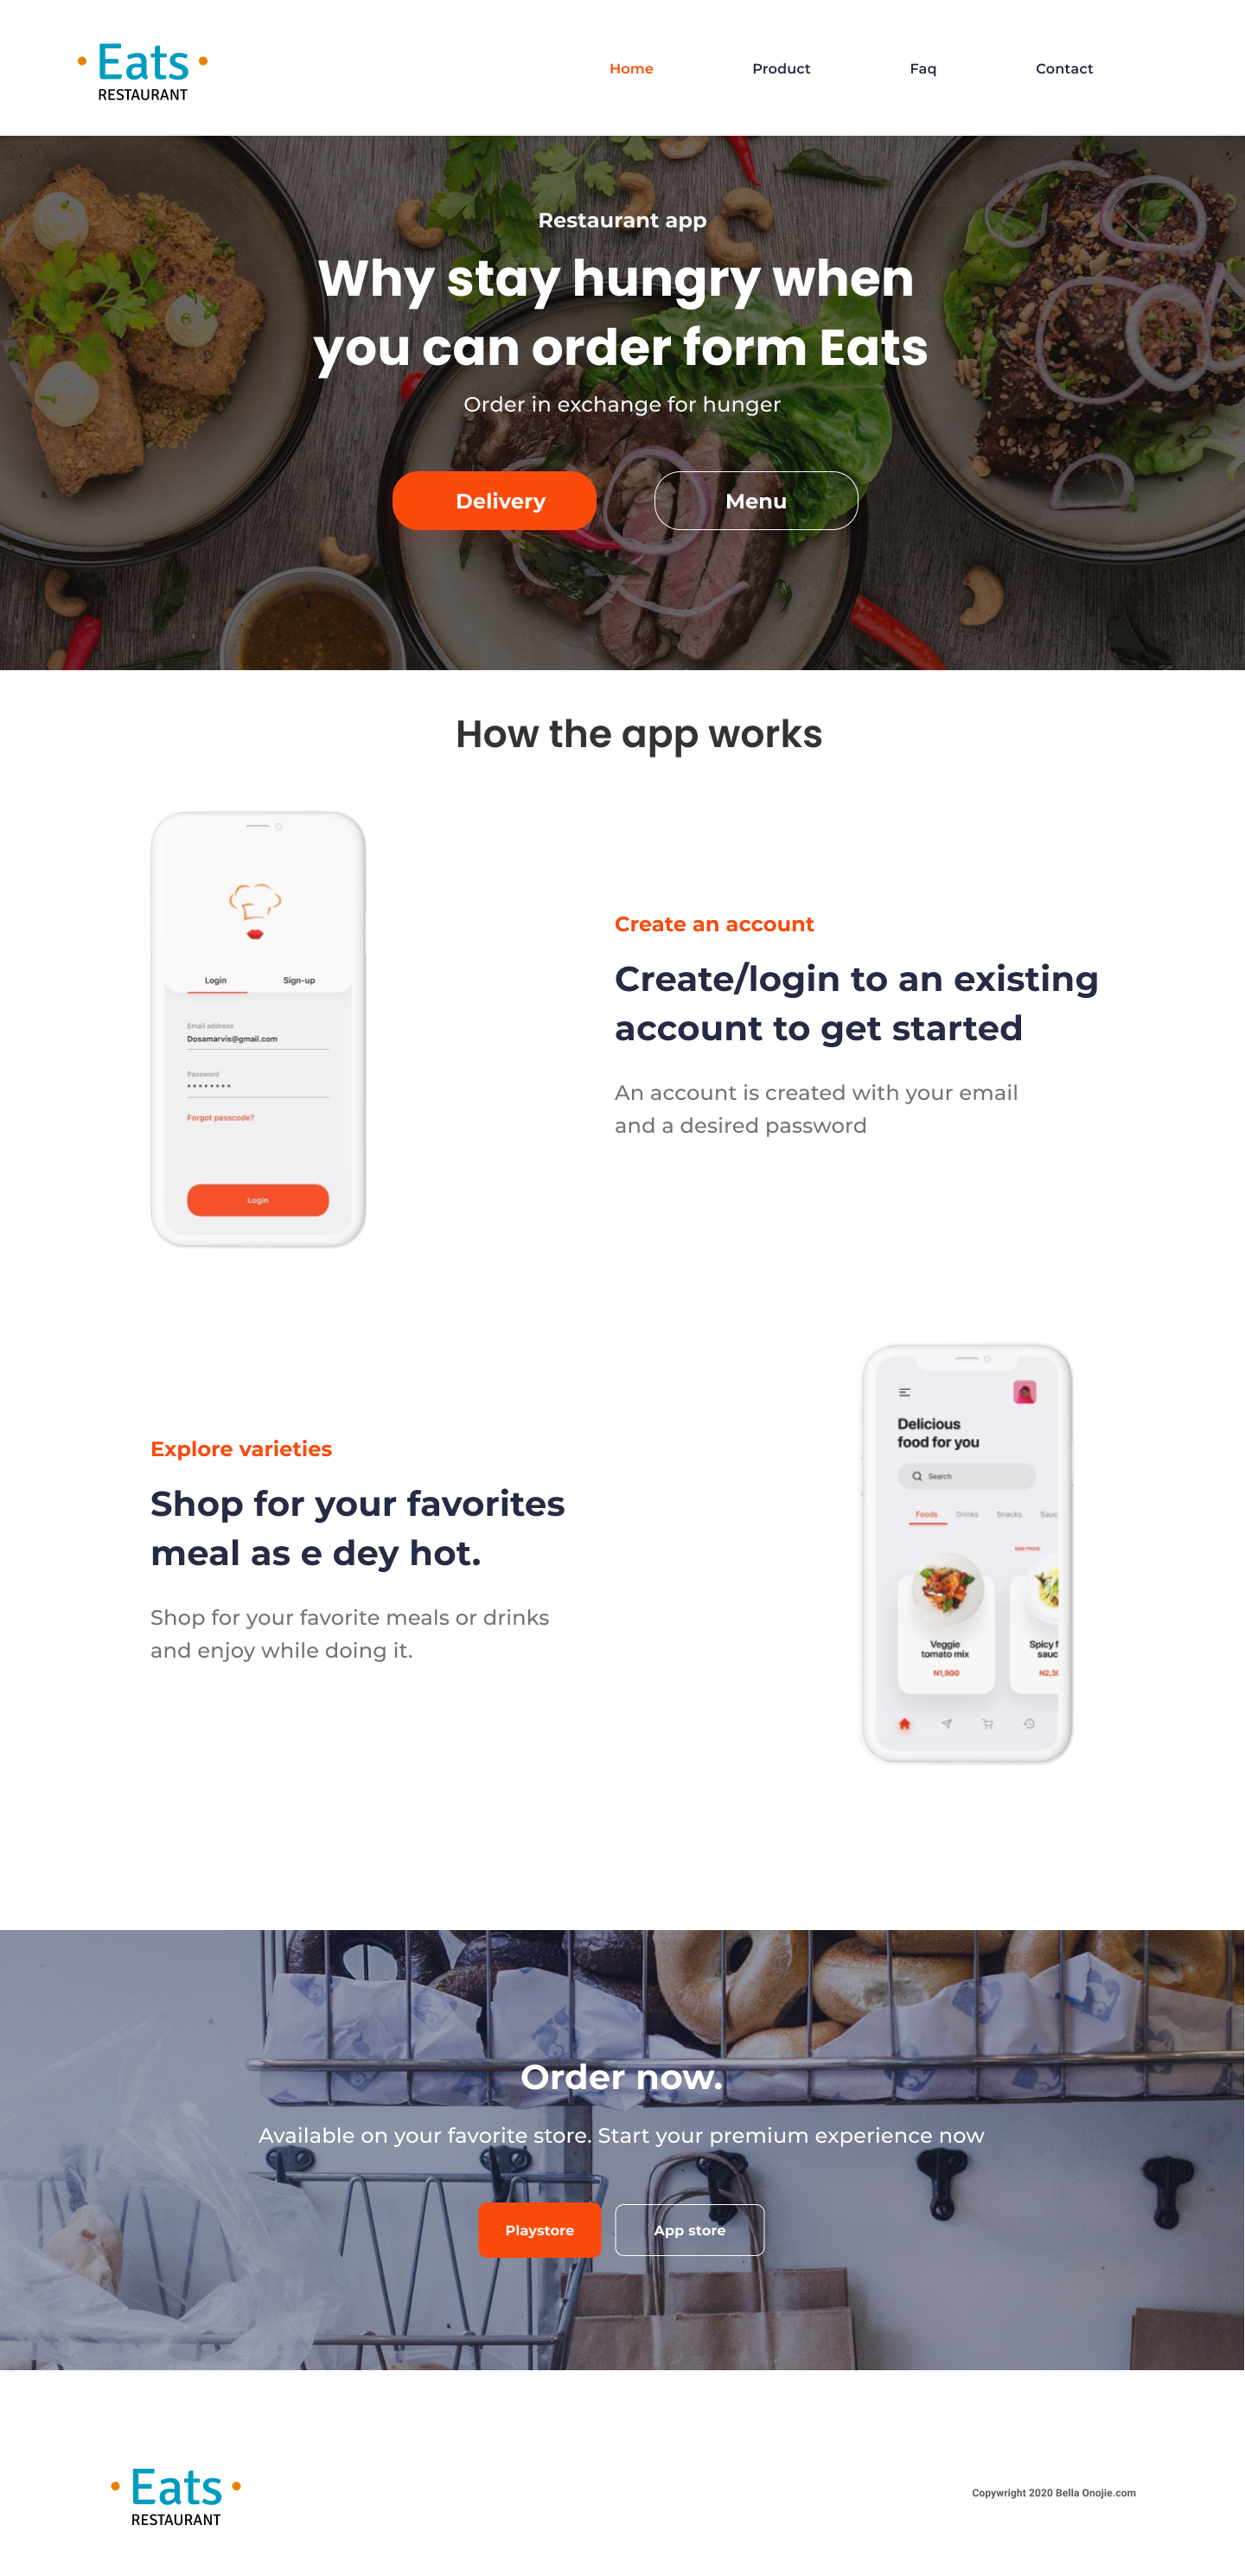 Eats
RESTAURANT
Home Product Faq Contact
Restaurant app
Why stay hungry when
you can order form Eats
Order in exchange for hunger
Delivery Menu
How the app works
Login Sign-up
Email address
Dosamarvis@gmail.com
Password
Forgot passcode?
Login
Create an account
Create/login to an existing
account to get started
An account is created with your email
and a desired password
Explore varieties
Shop for your favorites
meal as e dey hot.
Shop for your favorite meals or drinks
and enjoy while doing it.
Delicious
food for you
Search
Foods Drinks Snacks Sauc
see more
Veggie
tomato mix
N1,900
Spicy f
sauc
N2,30
Order now.
Available on your favorite store. Start your premium experience now
Playstore App store
Eats
RESTAURANT
Copywright 2020 Bella Onojie.com